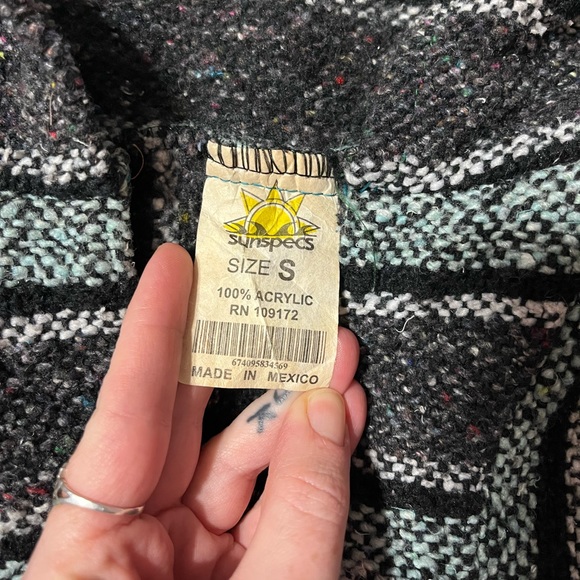 SunspecS
SIZE S
100% ACRYLIC
RN 109172
674095834569
MADE IN MEXICO